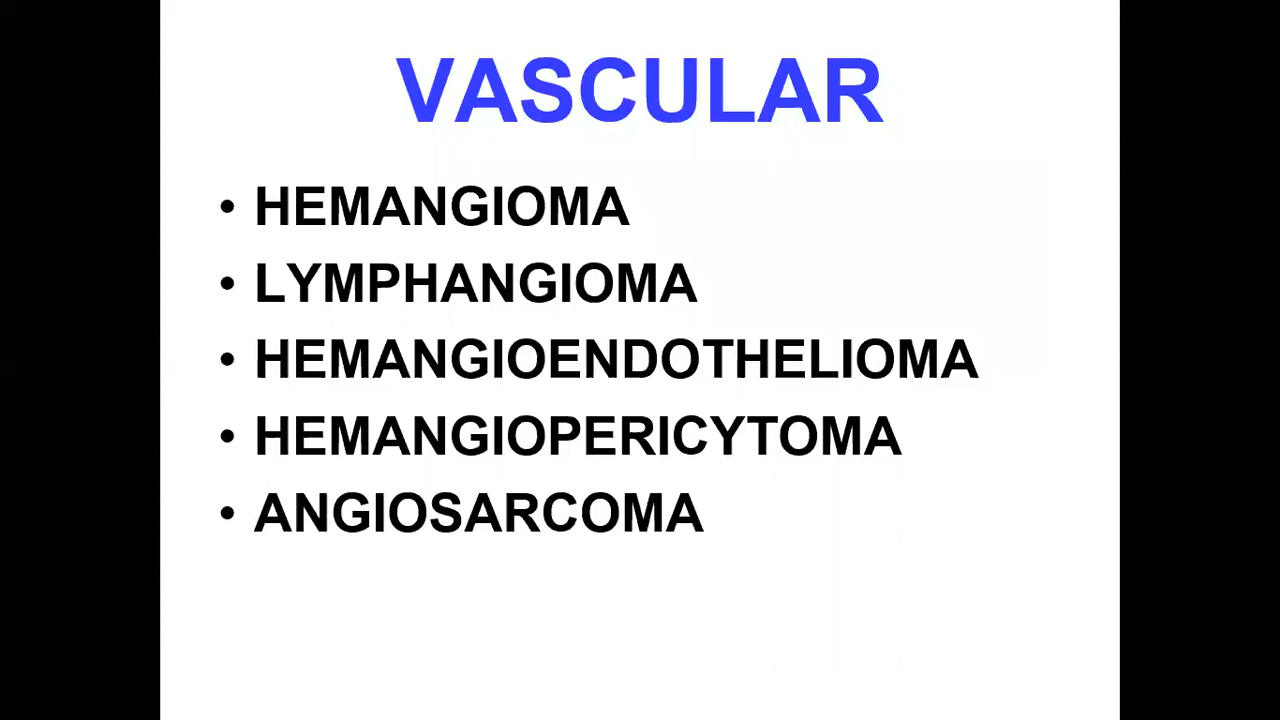 VASCULAR
• HEMANGIOMA
• LYMPHANGIOMA
• HEMANGIOENDOTHELIOMA
• HEMANGIOPERICYTOMA
• ANGIOSARCOMA